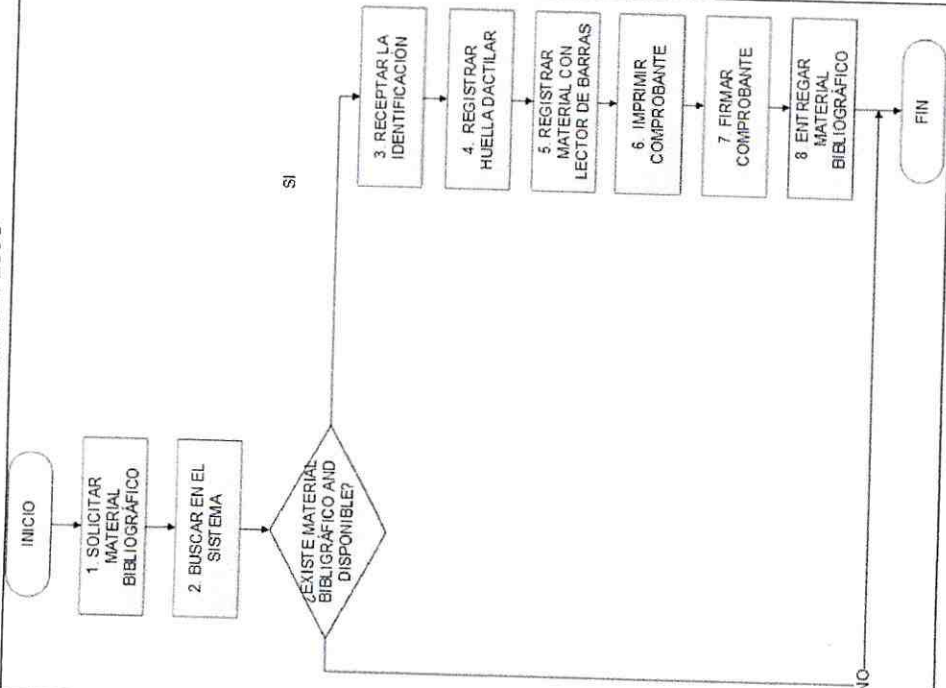 INICIO
1. SOLICITAR
MATERIAL
BIBLIOGRÁFICO
2. BUSCAR EN EL
SISTEMA
¿EXISTE MATERIAL
BIBLIGRÁFICO AND
DISPONIBLE?
SI
3. RECEPTAR LA
IDENTIFICACIÓN
4. REGISTRAR
HUELLA DACTILAR
5. REGISTRAR
MATERIAL CON
LECTOR DE BARRAS
6 IMPRIMIR
COMPROBANTE
7 FIRMAR
COMPROBANTE
8 ENTREGAR
MATERIAL
BIBLIOGRÁFICO
NO
FIN